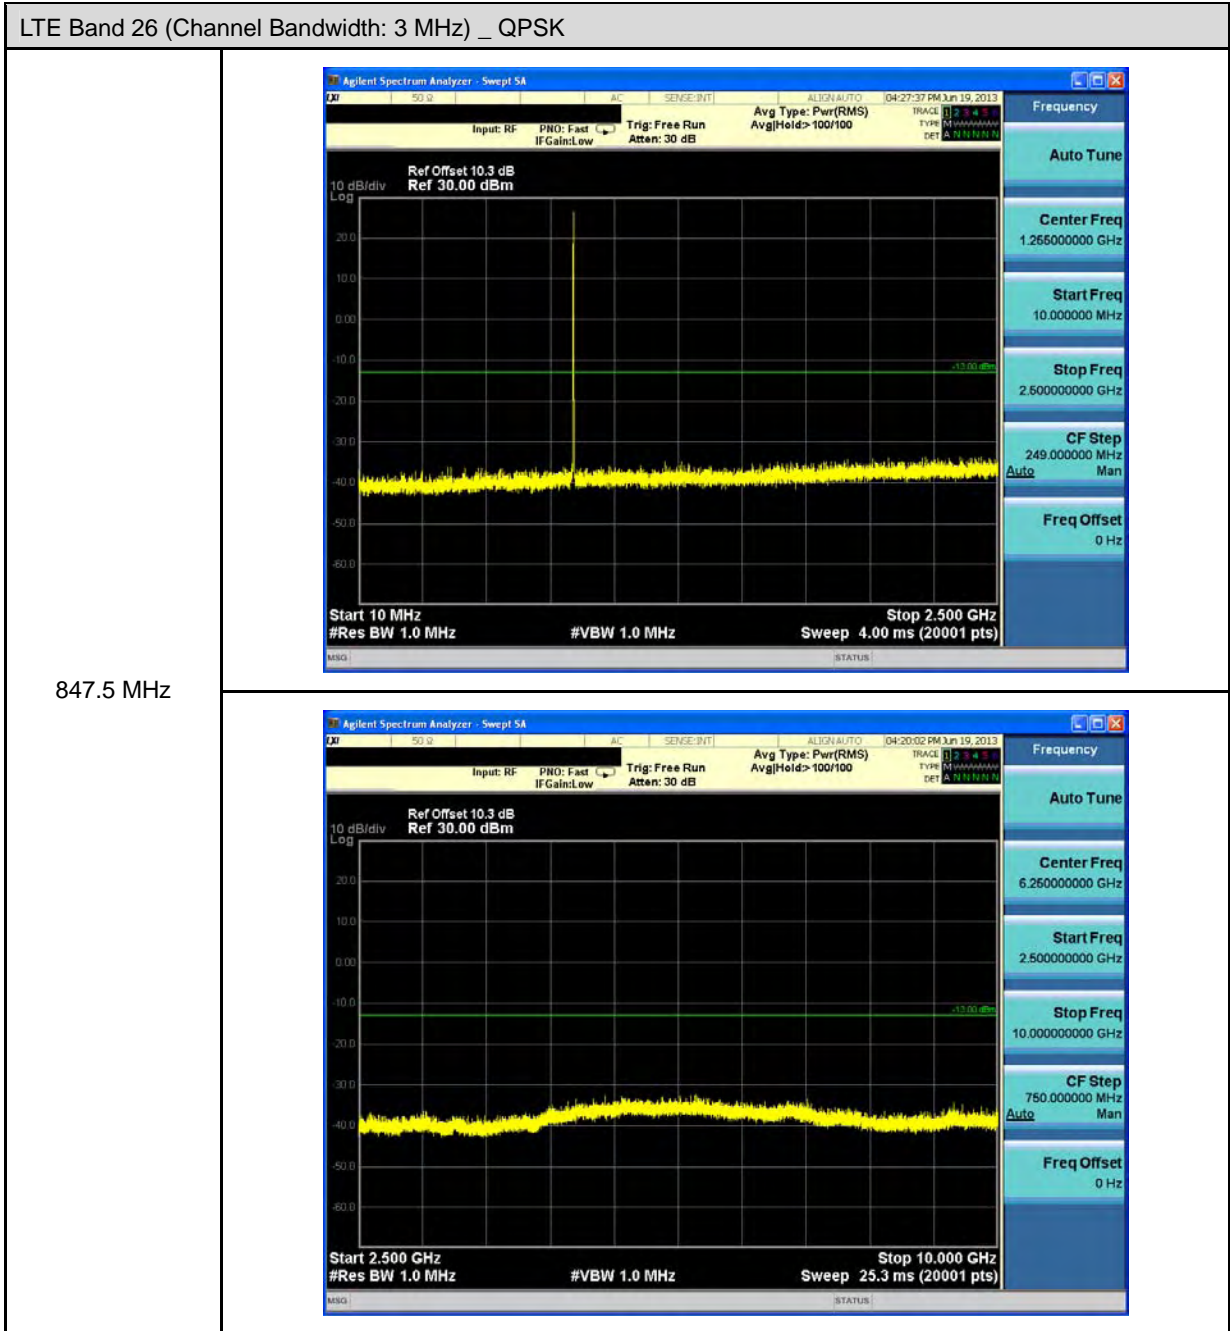 LTE Band 26 (Channel Bandwidth: 3 MHz) _ QPSK
847.5 MHz
Agilent Spectrum Analyzer - Swept SA
LXI 50 Ω AC SENSE:INT ALIGN AUTO 04:27:37 PM Jun 19, 2013
Input: RF PNO: Fast Trig: Free Run Avg Type: Pwr(RMS) TRACE 1 2 3 4 5 6
IFGain:Low Atten: 30 dB Avg|Hold:>100/100 TYPE M
DET A N N N N N
Ref Offset 10.3 dB
10 dB/div Ref 30.00 dBm
Log
20.0
10.0
0.00
-10.0
-13.00 dBm
-20.0
-30.0
-40.0
-50.0
-60.0
Start 10 MHz Stop 2.500 GHz
#Res BW 1.0 MHz #VBW 1.0 MHz Sweep 4.00 ms (20001 pts)
MSG STATUS
Frequency
Auto Tune
Center Freq
1.255000000 GHz
Start Freq
10.000000 MHz
Stop Freq
2.500000000 GHz
CF Step
249.000000 MHz
Auto Man
Freq Offset
0 Hz
Agilent Spectrum Analyzer - Swept SA
LXI 50 Ω AC SENSE:INT ALIGN AUTO 04:20:02 PM Jun 19, 2013
Input: RF PNO: Fast Trig: Free Run Avg Type: Pwr(RMS) TRACE 1 2 3 4 5 6
IFGain:Low Atten: 30 dB Avg|Hold:>100/100 TYPE M
DET A N N N N N
Ref Offset 10.3 dB
10 dB/div Ref 30.00 dBm
Log
20.0
10.0
0.00
-10.0
-13.00 dBm
-20.0
-30.0
-40.0
-50.0
-60.0
Start 2.500 GHz Stop 10.000 GHz
#Res BW 1.0 MHz #VBW 1.0 MHz Sweep 25.3 ms (20001 pts)
MSG STATUS
Frequency
Auto Tune
Center Freq
6.250000000 GHz
Start Freq
2.500000000 GHz
Stop Freq
10.000000000 GHz
CF Step
750.000000 MHz
Auto Man
Freq Offset
0 Hz